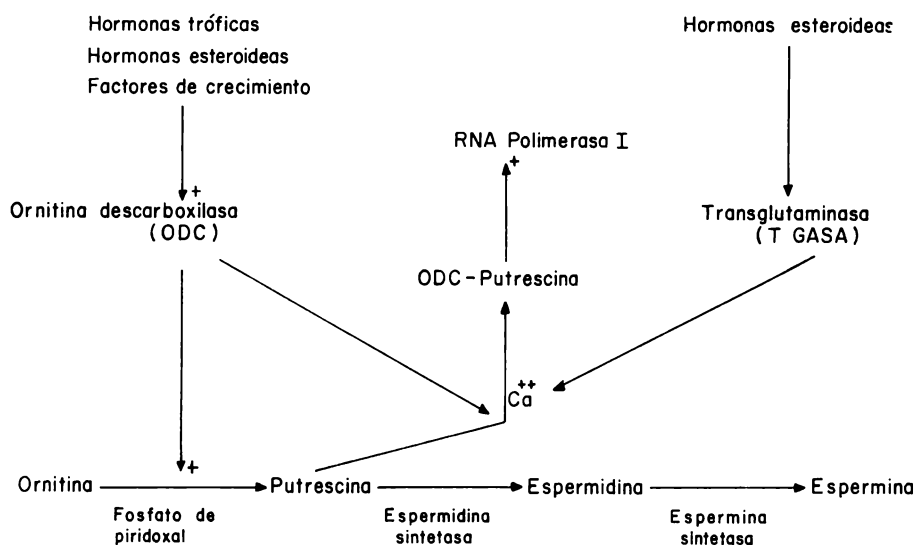 Hormonas tróficas
Hormonas esteroideas
Factores de crecimiento
Hormonas esteroideas
RNA Polimerasa I
+
+
Ornitina descarboxilasa
(ODC)
Transglutaminasa
(T GASA)
ODC-Putrescina
Ca++
+
Ornitina
Putrescina
Espermidina
Espermina
Fosfato de
piridoxal
Espermidina
sintetasa
Espermina
sintetasa